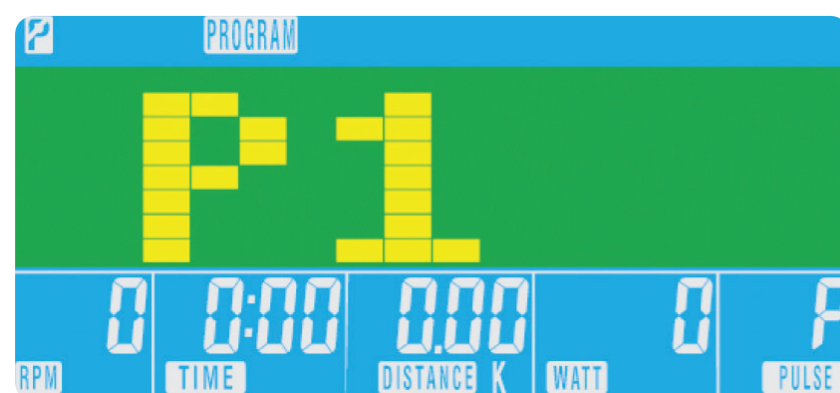 P PROGRAM
P1
0 0:00 0.00 0 P
RPM TIME DISTANCE K WATT PULSE